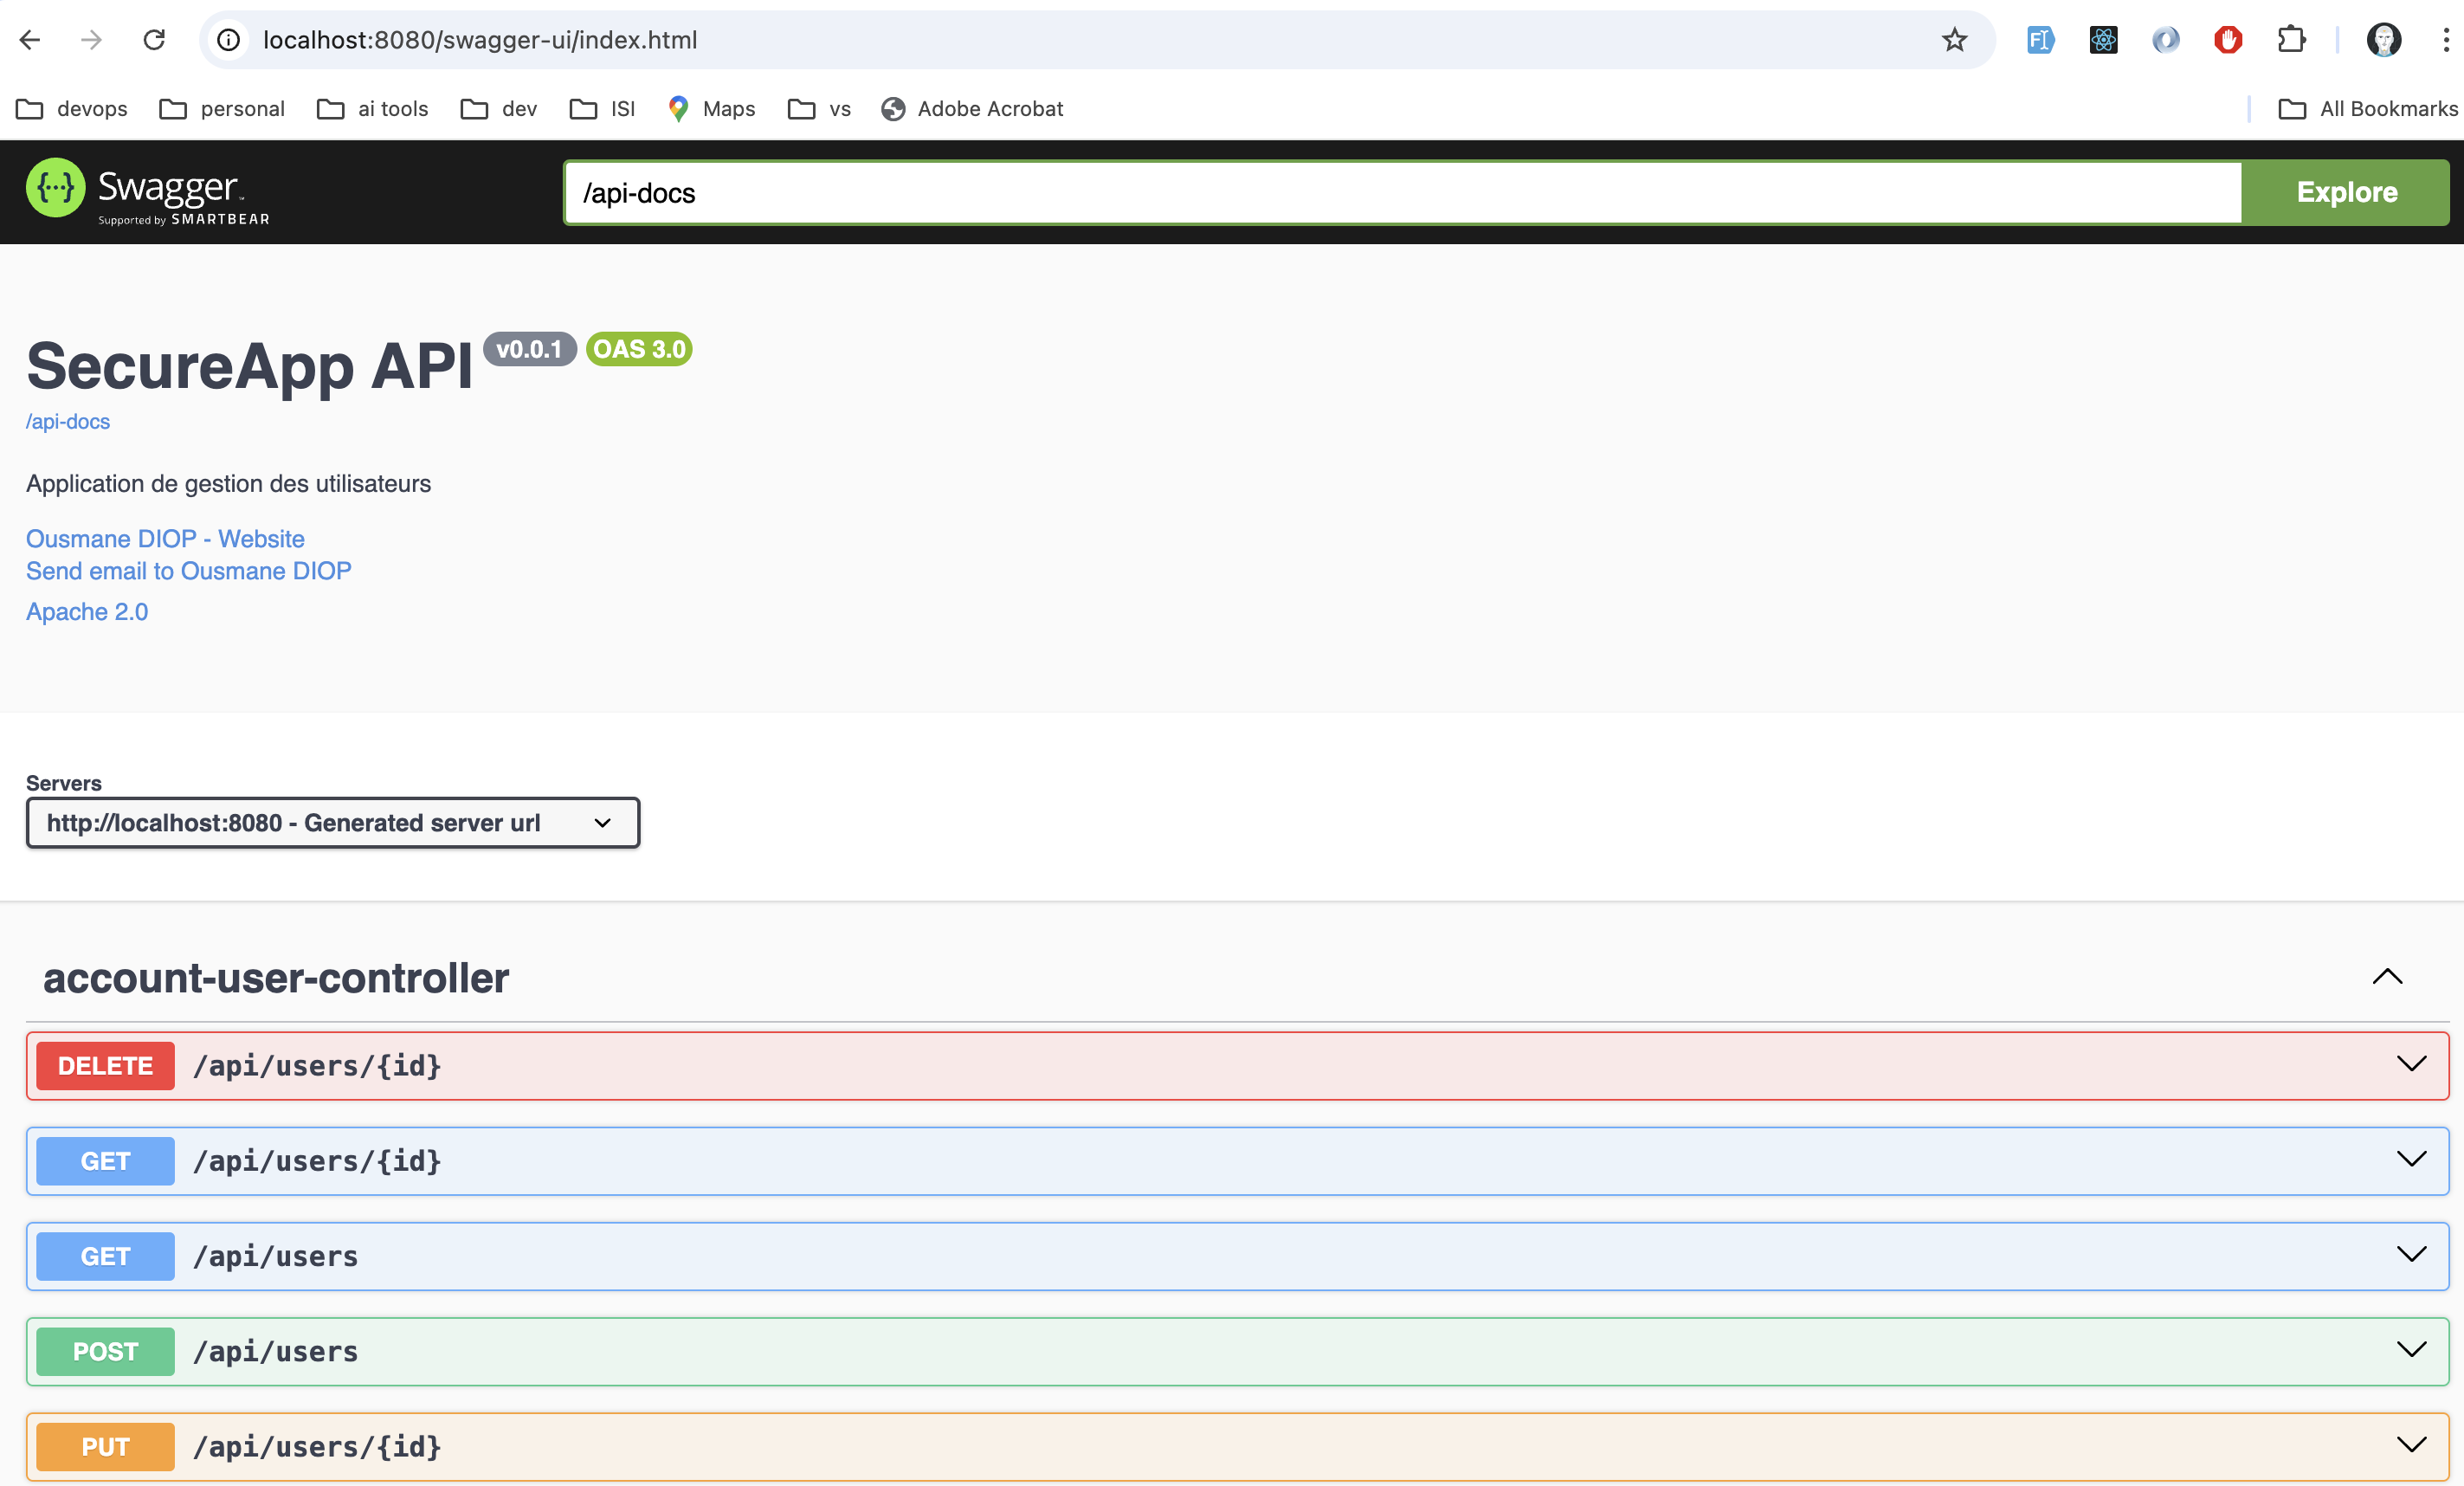 localhost:8080/swagger-ui/index.html
devops personal ai tools dev ISI Maps vs Adobe Acrobat All Bookmarks
Swagger
Supported by SMARTBEAR
/api-docs Explore
SecureApp API v0.0.1 OAS 3.0
/api-docs
Application de gestion des utilisateurs
Ousmane DIOP - Website
Send email to Ousmane DIOP
Apache 2.0
Servers
http://localhost:8080 - Generated server url
account-user-controller
DELETE /api/users/{id}
GET /api/users/{id}
GET /api/users
POST /api/users
PUT /api/users/{id}